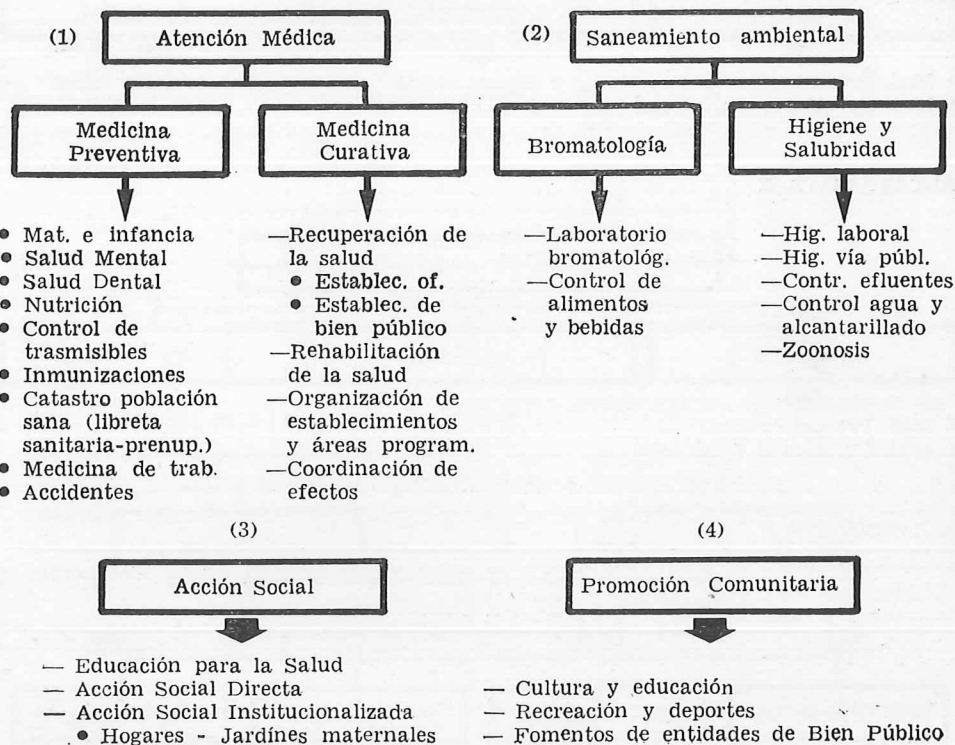 (1)
Atención Médica
Medicina
Preventiva
Medicina
Curativa
● Mat. e infancia
● Salud Mental
● Salud Dental
● Nutrición
● Control de
trasmisibles
● Inmunizaciones
● Catastro población
sana (libreta
sanitaria-prenup.)
● Medicina de trab.
● Accidentes
—Recuperación de
la salud
● Establec. of.
● Establec. de
bien público
—Rehabilitación
de la salud
—Organización de
establecimientos
y áreas program.
—Coordinación de
efectos
(2)
Saneamiento ambiental
Bromatología
Higiene y
Salubridad
—Laboratorio
bromatológ.
—Control de
alimentos
y bebidas
—Hig. laboral
—Hig. vía públ.
—Contr. efluentes
—Control agua y
alcantarillado
—Zoonosis
(3)
Acción Social
— Educación para la Salud
— Acción Social Directa
— Acción Social Institucionalizada
● Hogares - Jardínes maternales
(4)
Promoción Comunitaria
— Cultura y educación
— Recreación y deportes
— Fomentos de entidades de Bien Público